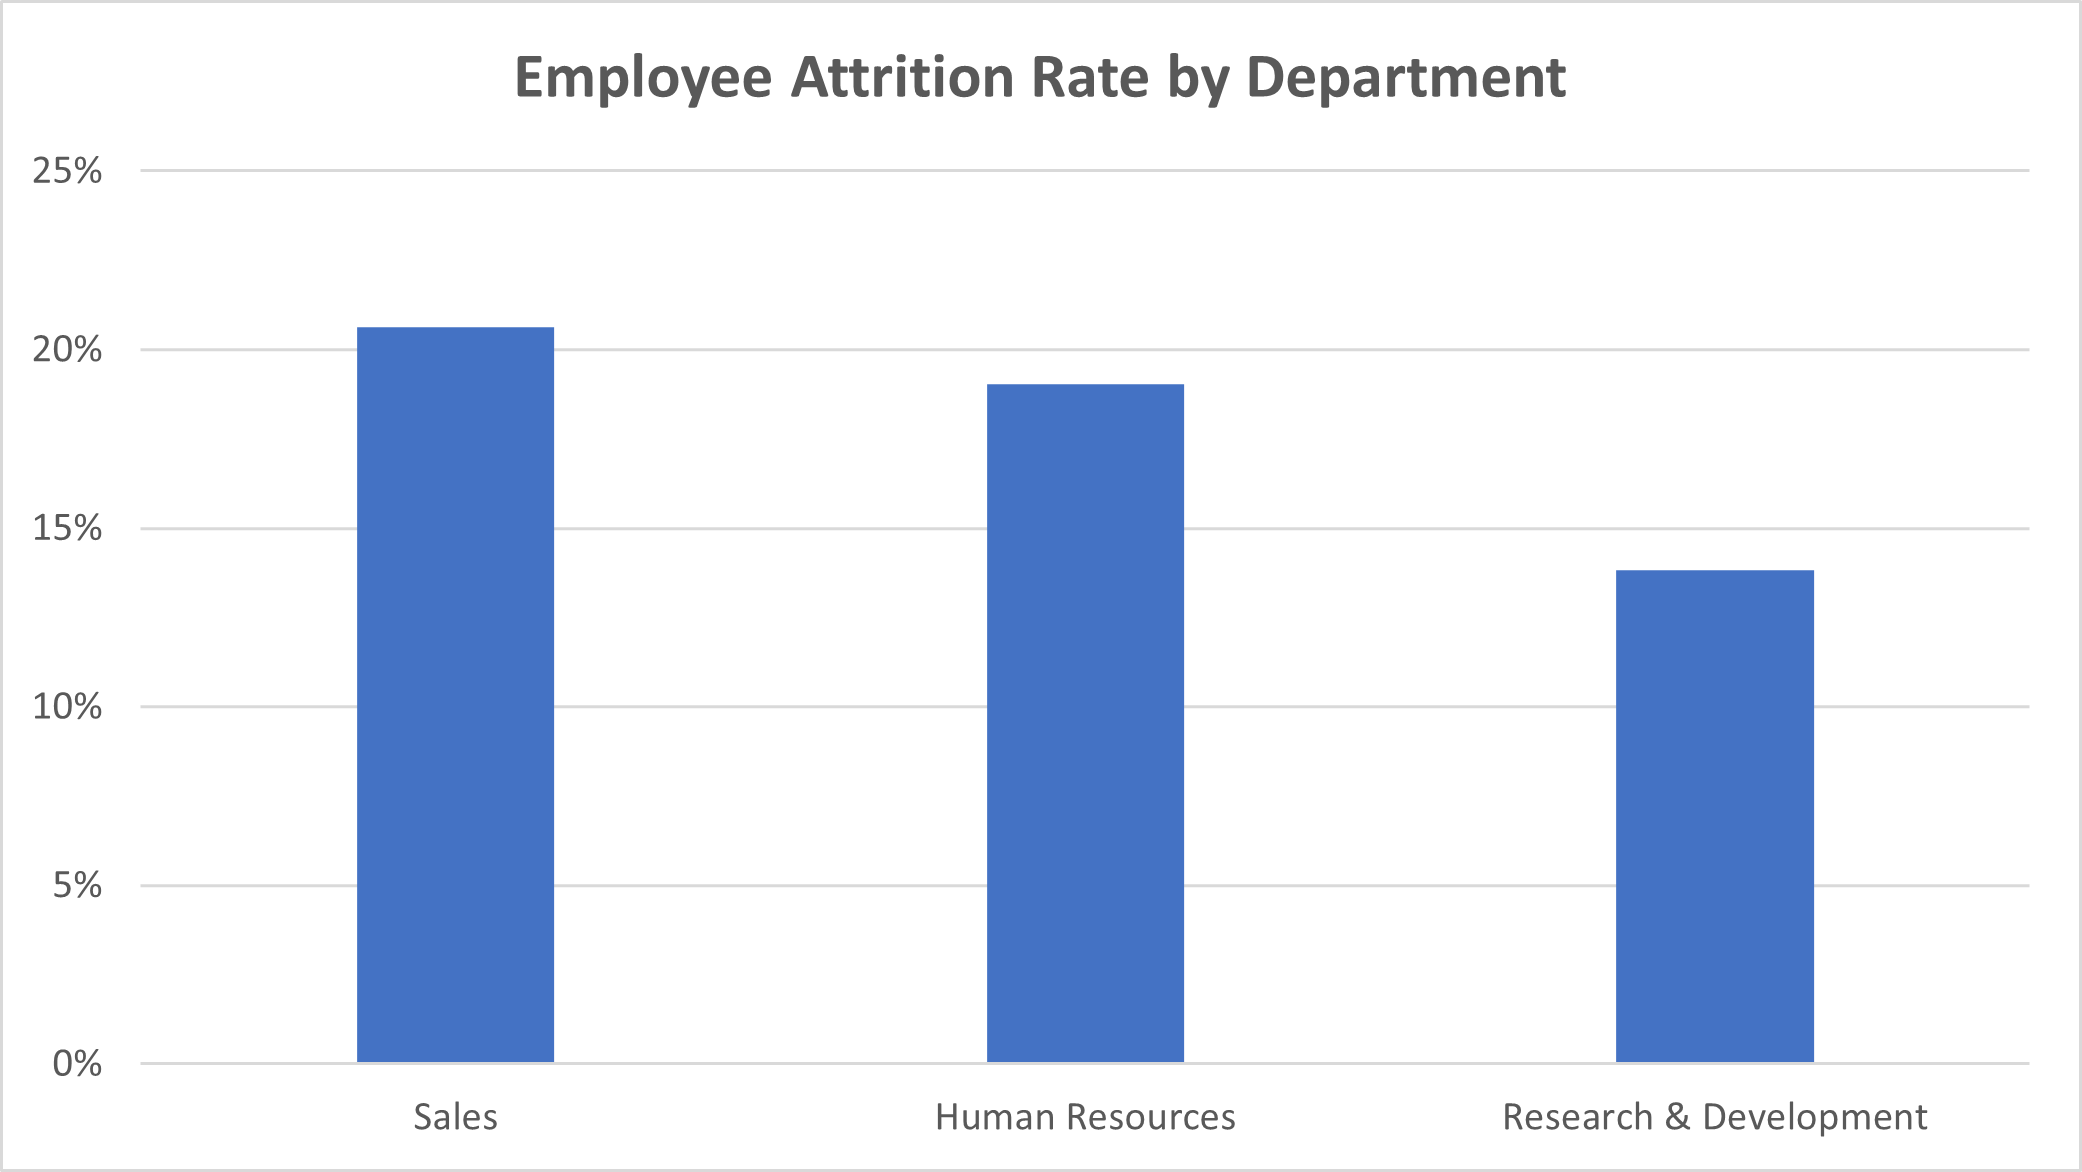 Employee Attrition Rate by Department
25%
20%
15%
10%
5%
0%
Sales
Human Resources
Research & Development